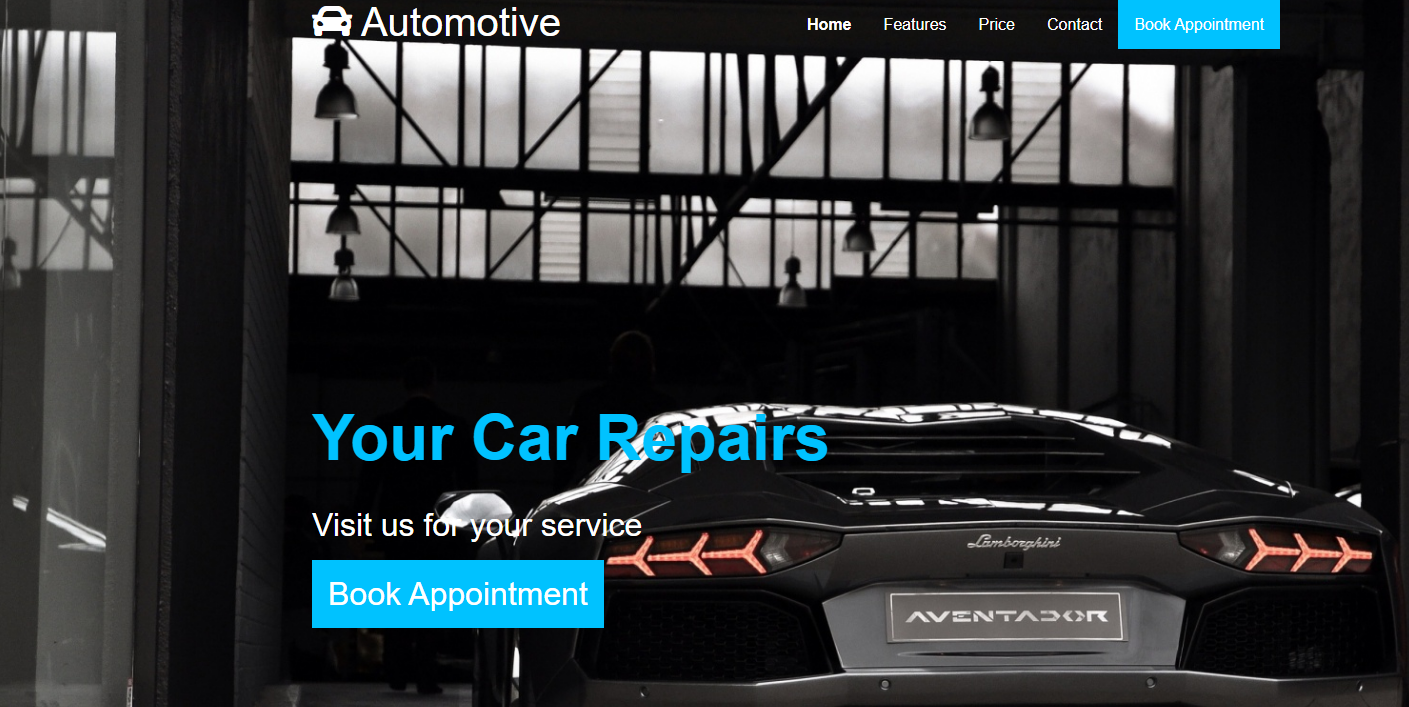 Automotive
Home Features Price Contact Book Appointment
Your Car Repairs
Visit us for your service
Lamborghini
Book Appointment
AVENTADOR